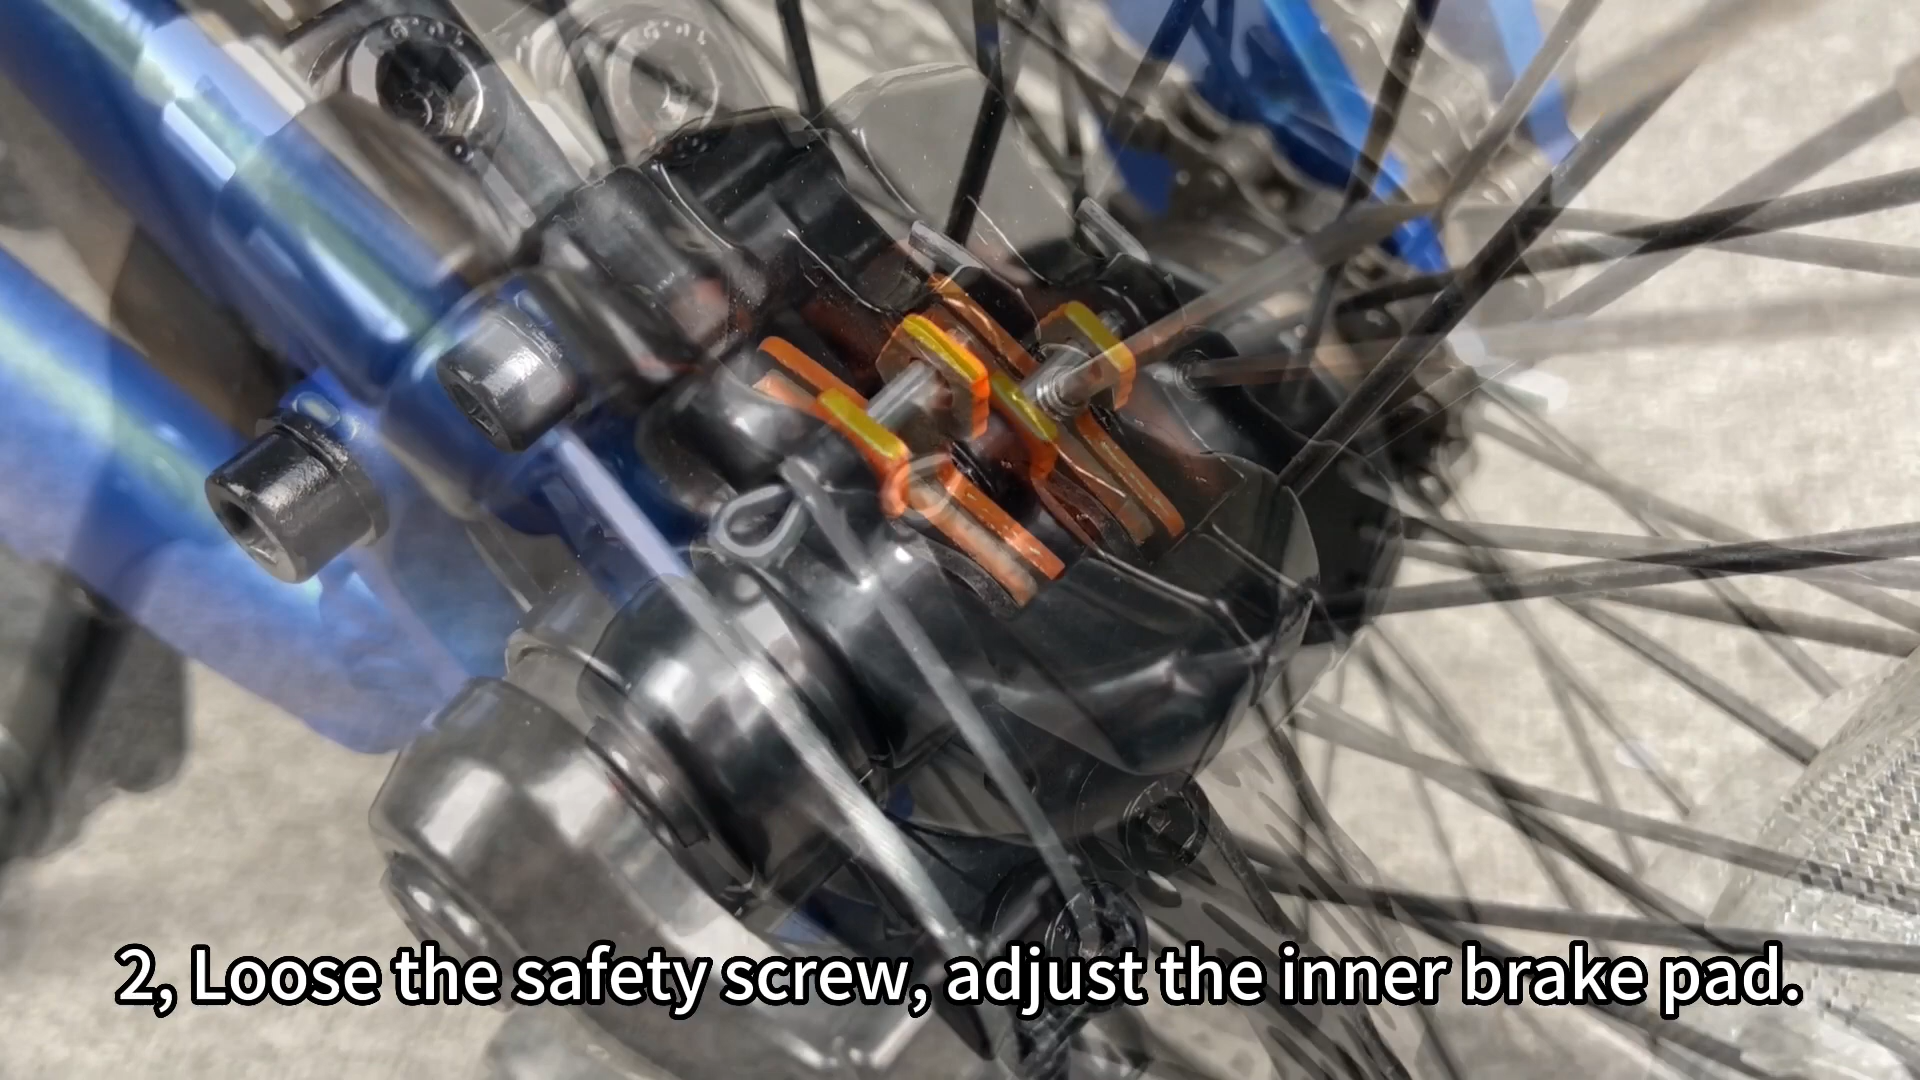 2, Loose the safety screw, adjust the inner brake pad.